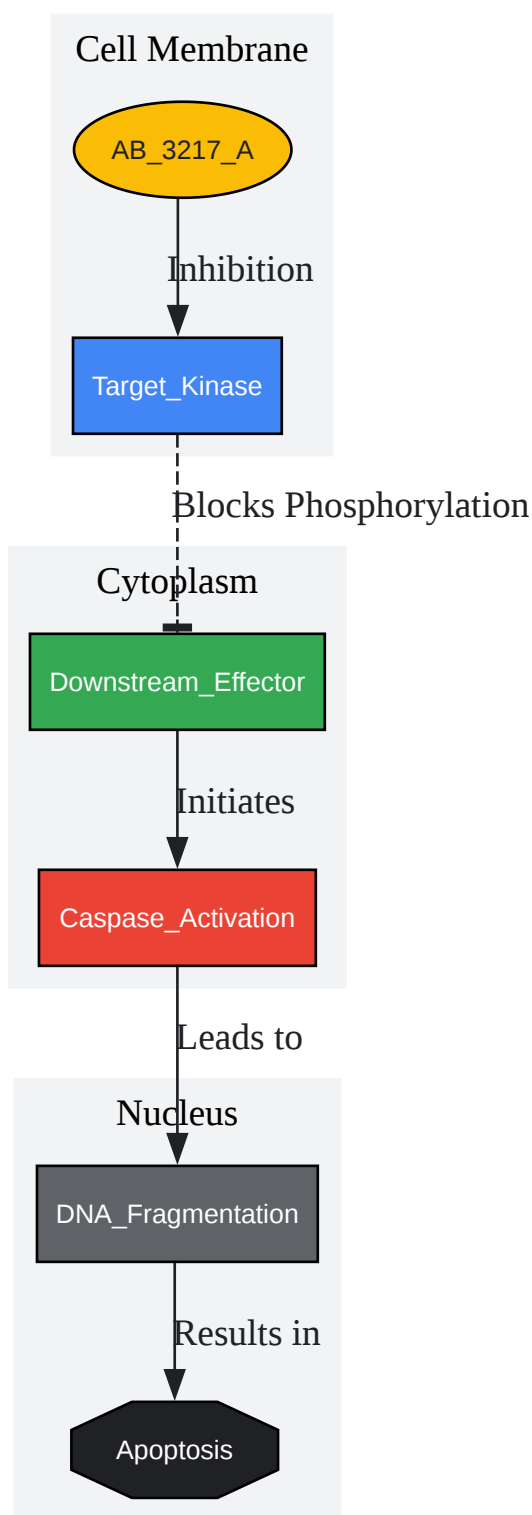 Cell Membrane
AB_3217_A
Inhibition
Target_Kinase
Blocks Phosphorylation
Cytoplasm
Downstream_Effector
Initiates
Caspase_Activation
Leads to
Nucleus
DNA_Fragmentation
Results in
Apoptosis